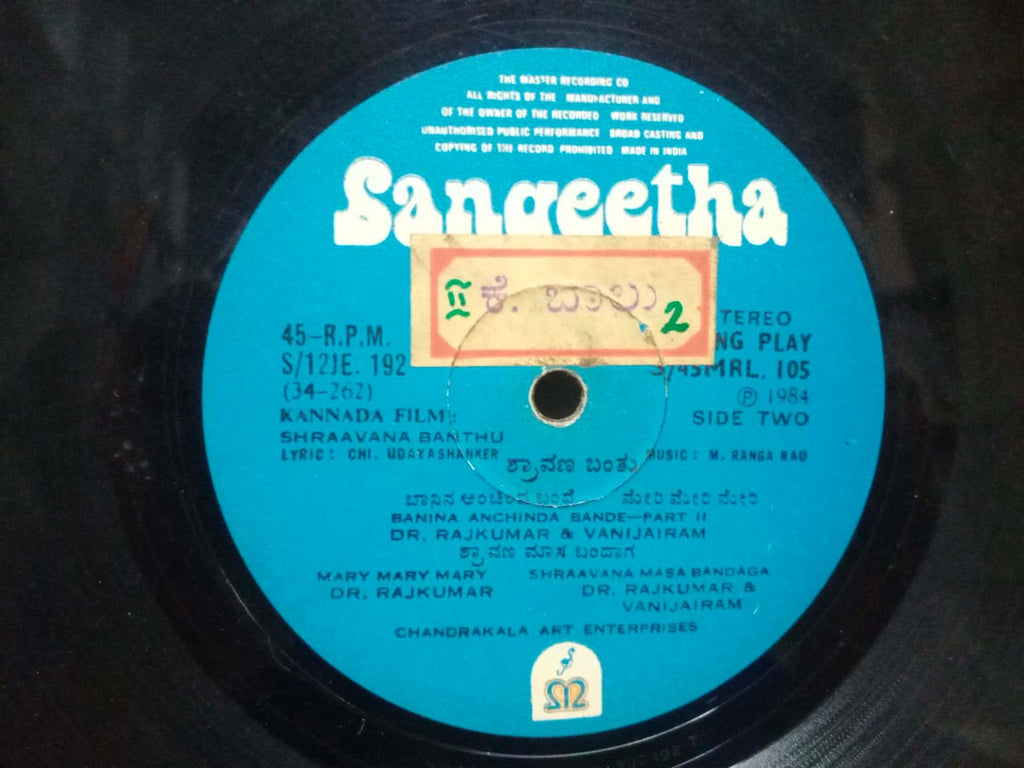 THE MASTER RECORDING CO
ALL RIGHTS OF THE MANUFACTURER AND
OF THE OWNER OF THE RECORDED WORK RESERVED
UNAUTHORISED PUBLIC PERFORMANCE BROAD CASTING AND
COPYING OF THE RECORD PROHIBITED MADE IN INDIA
Sangeetha
II ಕೆ. ಬಾಲು 2
45-R.P.M. STEREO
S/12JE. 192 PLAY
(34-262) S/45MRL. 105
℗ 1984
KANNADA FILM: SIDE TWO
SHRAAVANA BANTHU
LYRIC: CHI. UDAYASHANKER MUSIC: M. RANGA RAO
ಶ್ರಾವಣ ಬಂತು
ಬಾನಿನ ಅಂಚಿಂದ ಬಂದೆ ಮೇರಿ ಮೇರಿ ಮೇರಿ
BANINA ANCHINDA BANDE—PART II
DR. RAJKUMAR & VANIJAIRAM
ಶ್ರಾವಣ ಮಾಸ ಬಂದಾಗ
MARY MARY MARY SHRAAVANA MASA BANDAGA
DR. RAJKUMAR DR. RAJKUMAR &
VANIJAIRAM
CHANDRAKALA ART ENTERPRISES